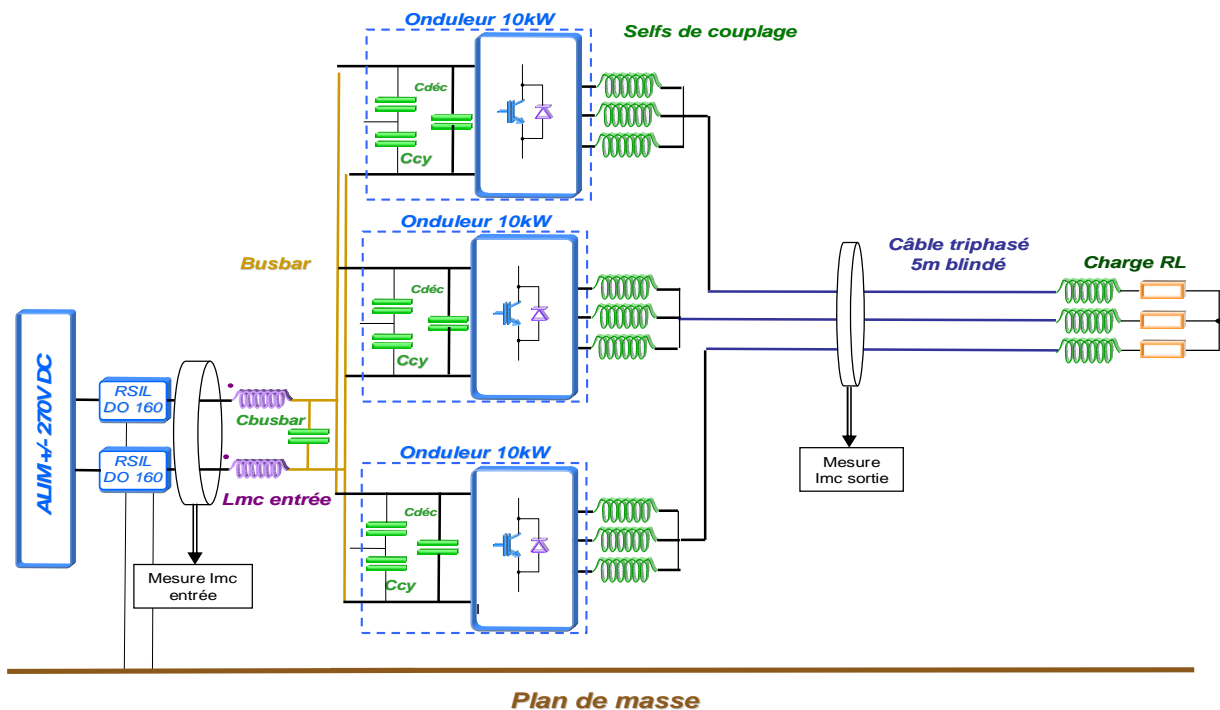 Onduleur 10kW
Selfs de couplage
Cdéc
Ccy
Onduleur 10kW
Busbar
Câble triphasé
5m blindé
Charge RL
Cdéc
Ccy
ALIM +/- 270V DC
RSIL
DO 160
Cbusbar
RSIL
DO 160
Onduleur 10kW
Lmc entrée
Mesure
Imc sortie
Cdéc
Ccy
Mesure Imc
entrée
Plan de masse